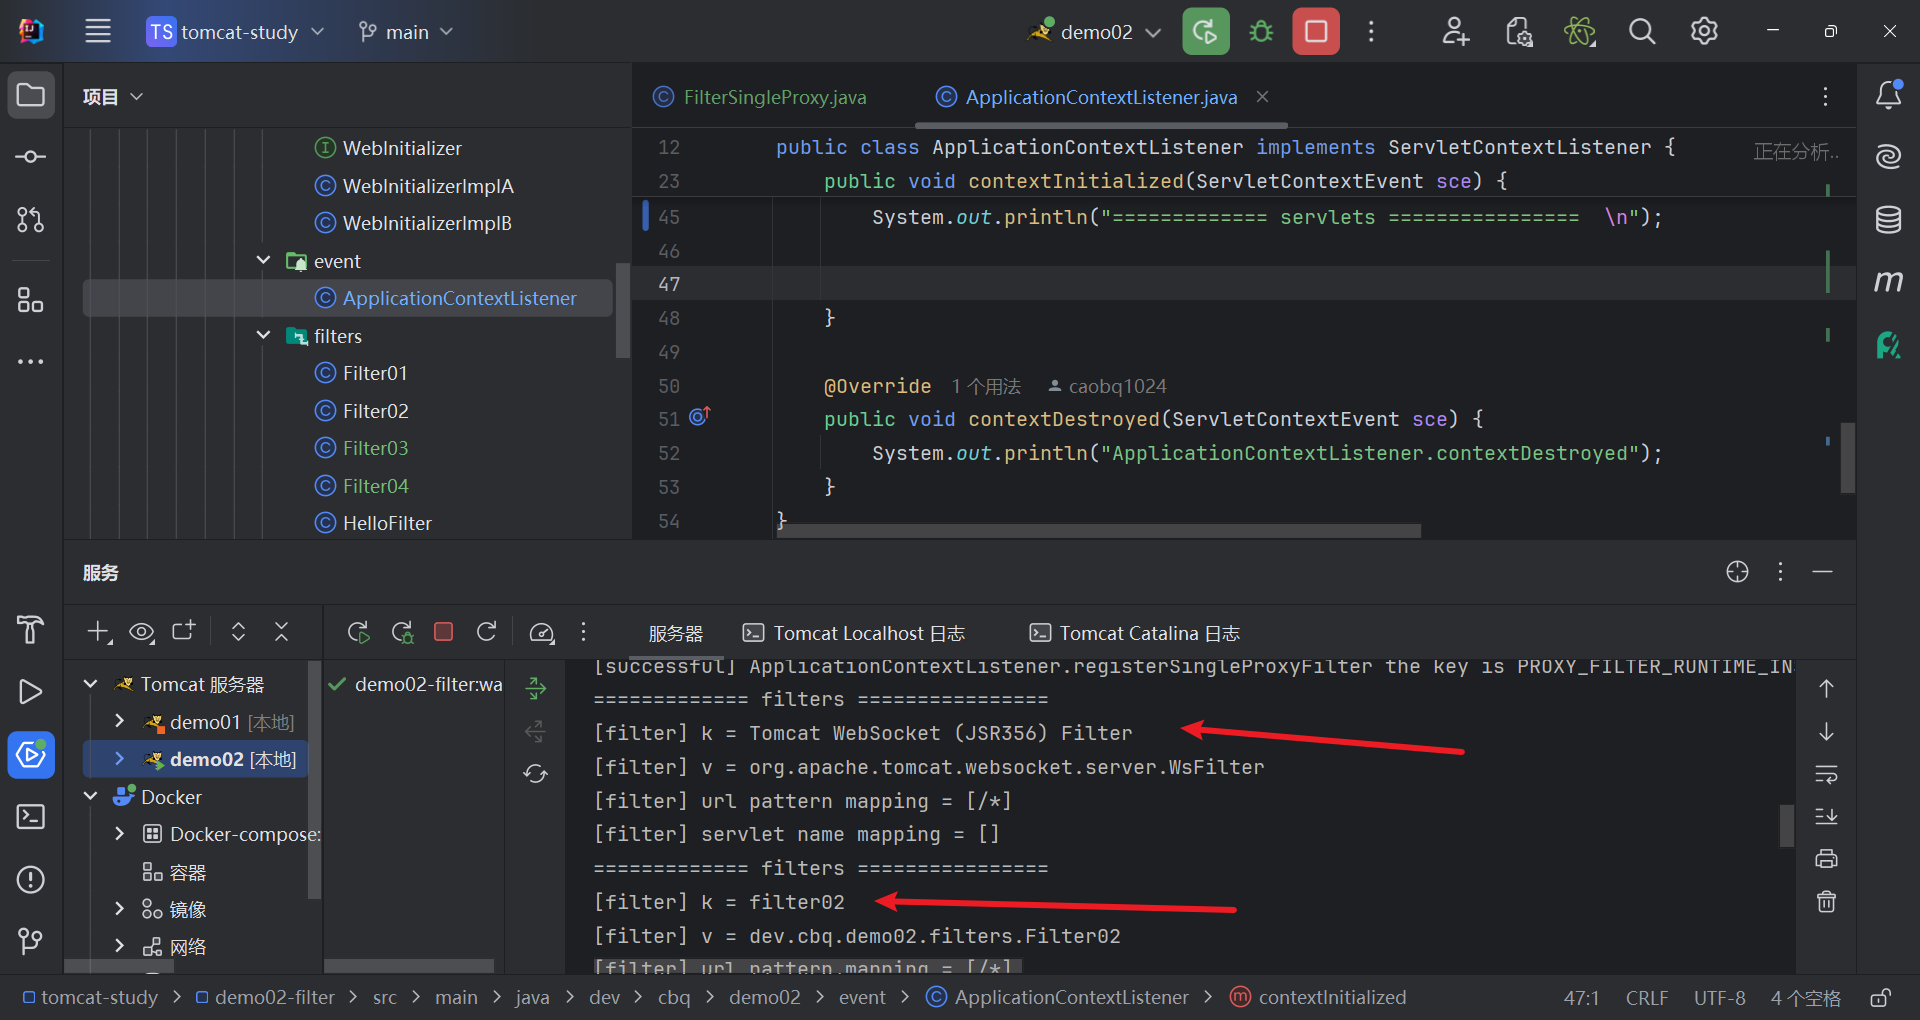 TS tomcat-study
main
demo02
项目
FilterSingleProxy.java
ApplicationContextListener.java
WebInitializer
WebInitializerImplA
WebInitializerImplB
event
ApplicationContextListener
filters
Filter01
Filter02
Filter03
Filter04
HelloFilter
12 public class ApplicationContextListener implements ServletContextListener {
正在分析..
23 public void contextInitialized(ServletContextEvent sce) {
45 System.out.println("============= servlets ================  \n");
46
47
48 }
49
50 @Override 1 个用法 caobq1024
51 public void contextDestroyed(ServletContextEvent sce) {
52 System.out.println("ApplicationContextListener.contextDestroyed");
53 }
54 }
服务
服务器
Tomcat Localhost 日志
Tomcat Catalina 日志
Tomcat 服务器
demo01 [本地]
demo02 [本地]
Docker
Docker-compose:
容器
镜像
网络
demo02-filter:wa
[successful] ApplicationContextListener.registerSingleProxyFilter the key is PROXY_FILTER_RUNTIME_IN
============= filters ================
[filter] k = Tomcat WebSocket (JSR356) Filter
[filter] v = org.apache.tomcat.websocket.server.WsFilter
[filter] url pattern mapping = [/*]
[filter] servlet name mapping = []
============= filters ================
[filter] k = filter02
[filter] v = dev.cbq.demo02.filters.Filter02
[filter] url pattern mapping = [/*]
tomcat-study > demo02-filter > src > main > java > dev > cbq > demo02 > event > ApplicationContextListener > contextInitialized
47:1 CRLF UTF-8 4 个空格